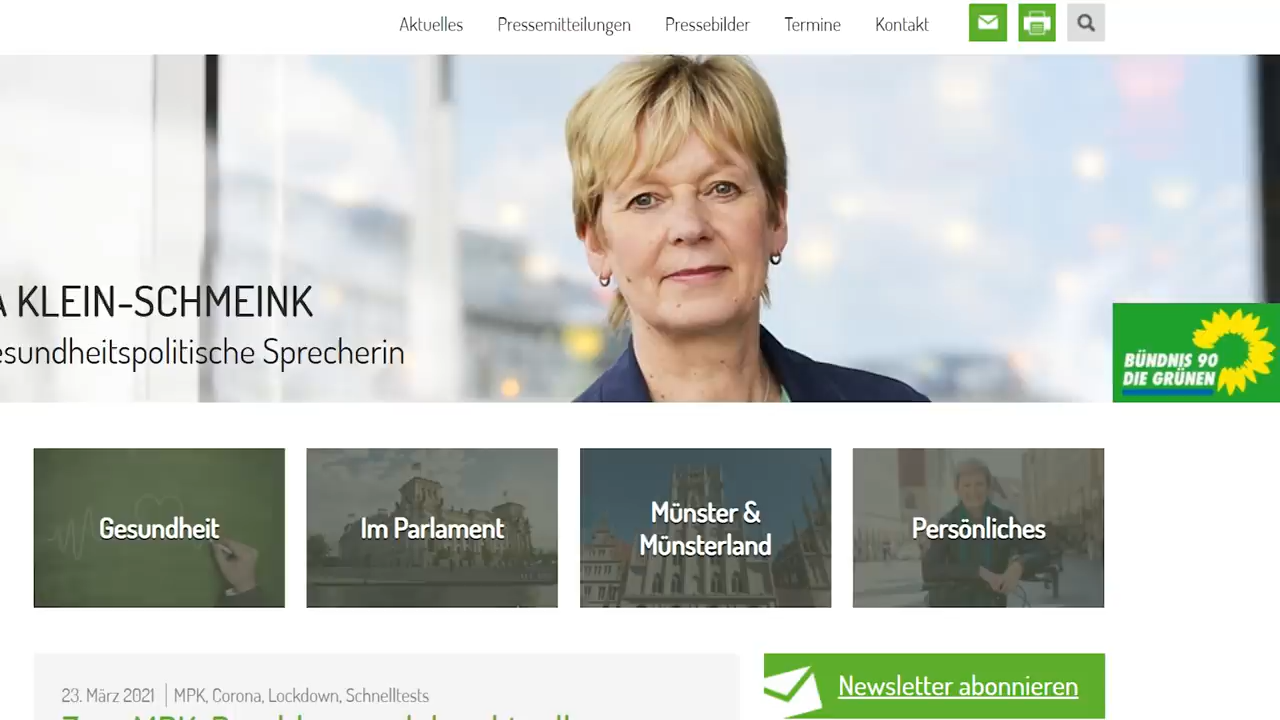 Aktuelles Pressemitteilungen Pressebilder Termine Kontakt
KLEIN-SCHMEINK
Sprecherin
BÜNDNIS 90
DIE GRÜNEN
Gesundheit
Im Parlament
Münster &
Münsterland
Persönliches
23. März 2021 | MPK, Corona, Lockdown, Schnelltests
Newsletter abonnieren